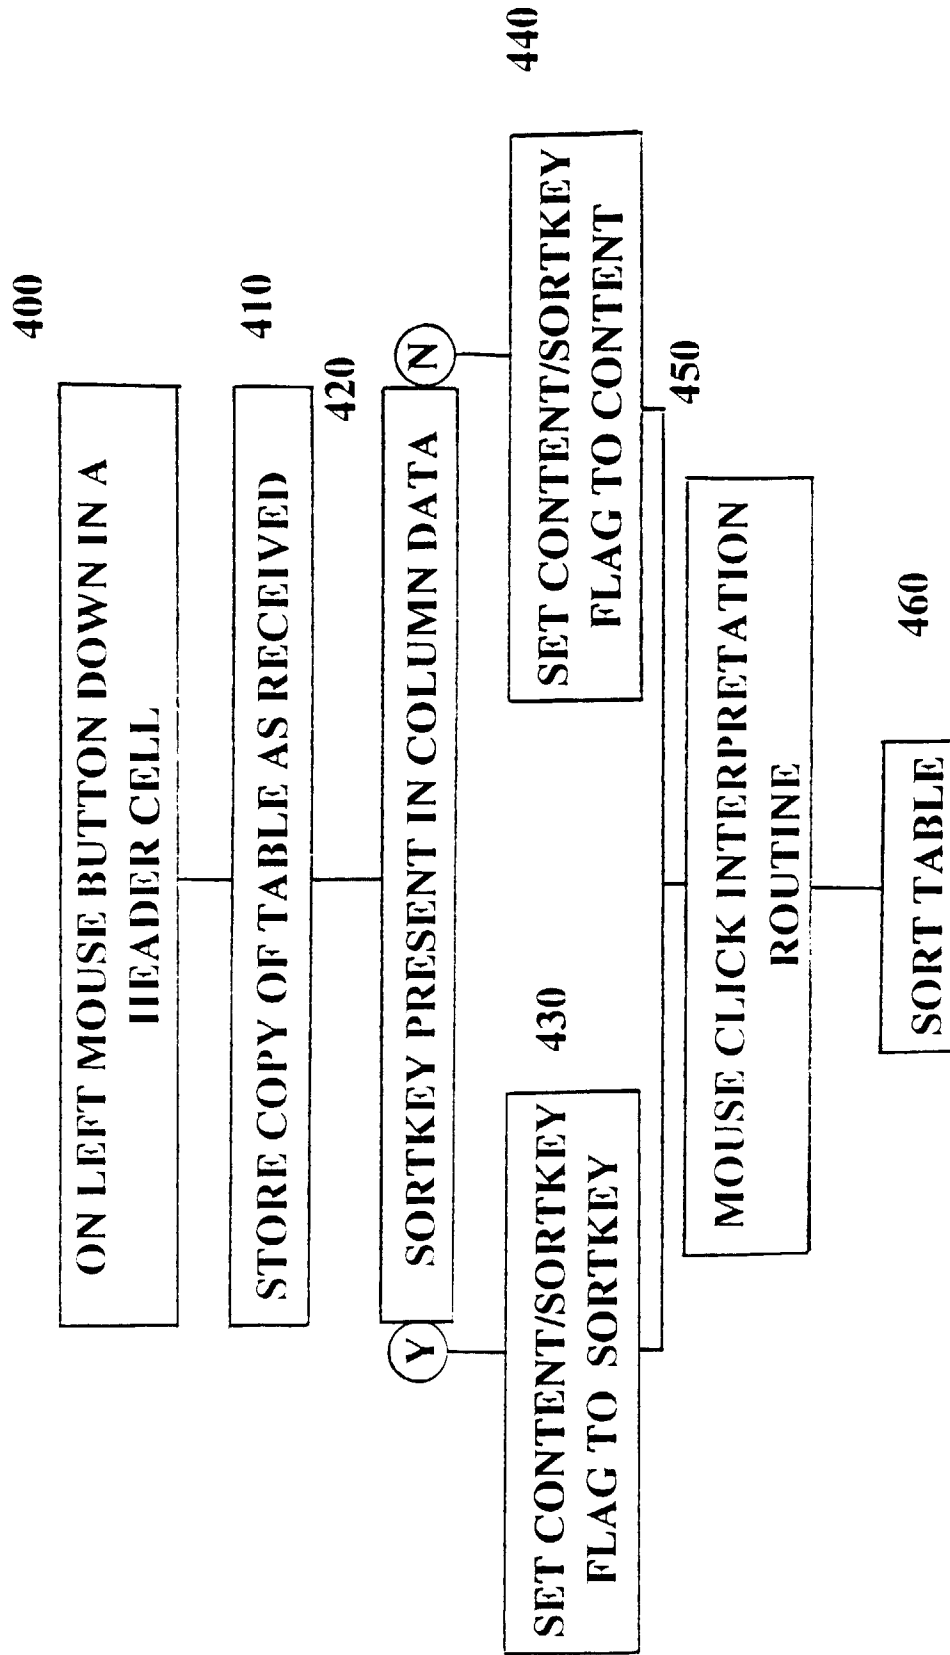 400
ON LEFT MOUSE BUTTON DOWN IN A
HEADER CELL
410
STORE COPY OF TABLE AS RECEIVED
420
Y
SORTKEY PRESENT IN COLUMN DATA
N
430
SET CONTENT/SORTKEY
FLAG TO SORTKEY
440
SET CONTENT/SORTKEY
FLAG TO CONTENT
450
MOUSE CLICK INTERPRETATION
ROUTINE
460
SORT TABLE